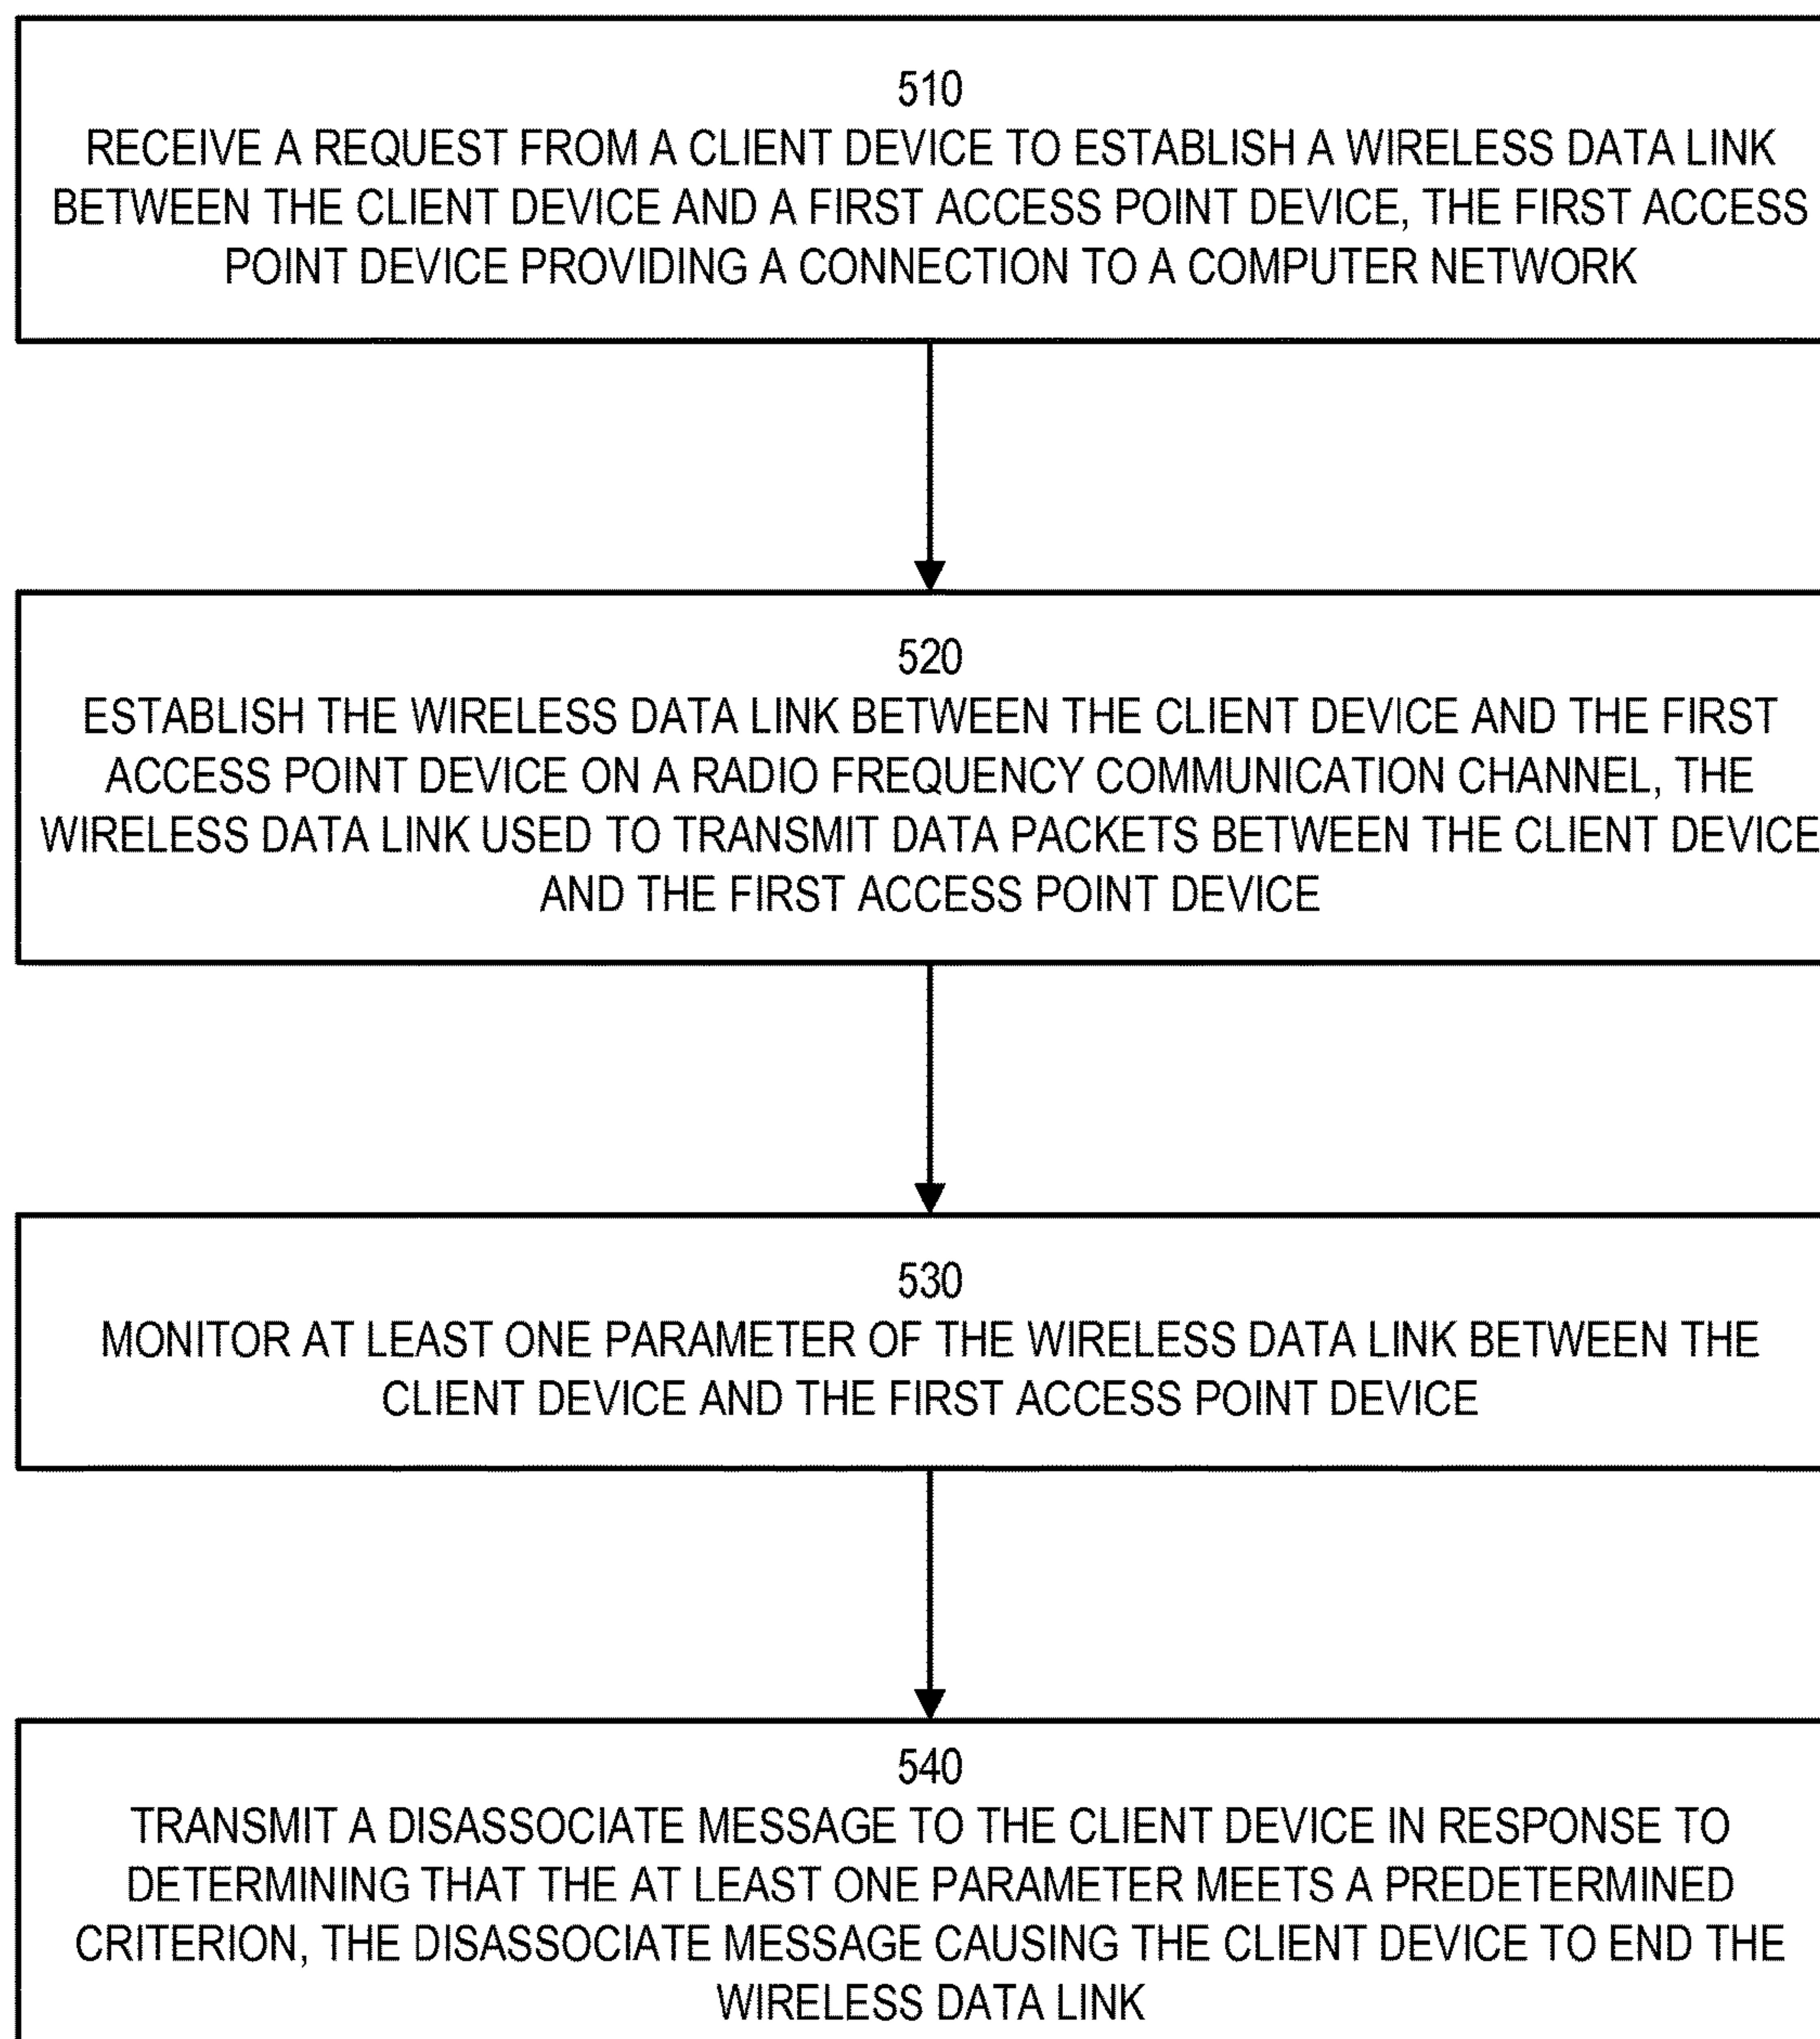 510
RECEIVE A REQUEST FROM A CLIENT DEVICE TO ESTABLISH A WIRELESS DATA LINK
BETWEEN THE CLIENT DEVICE AND A FIRST ACCESS POINT DEVICE, THE FIRST ACCESS
POINT DEVICE PROVIDING A CONNECTION TO A COMPUTER NETWORK
520
ESTABLISH THE WIRELESS DATA LINK BETWEEN THE CLIENT DEVICE AND THE FIRST
ACCESS POINT DEVICE ON A RADIO FREQUENCY COMMUNICATION CHANNEL, THE
WIRELESS DATA LINK USED TO TRANSMIT DATA PACKETS BETWEEN THE CLIENT DEVICE
AND THE FIRST ACCESS POINT DEVICE
530
MONITOR AT LEAST ONE PARAMETER OF THE WIRELESS DATA LINK BETWEEN THE
CLIENT DEVICE AND THE FIRST ACCESS POINT DEVICE
540
TRANSMIT A DISASSOCIATE MESSAGE TO THE CLIENT DEVICE IN RESPONSE TO
DETERMINING THAT THE AT LEAST ONE PARAMETER MEETS A PREDETERMINED
CRITERION, THE DISASSOCIATE MESSAGE CAUSING THE CLIENT DEVICE TO END THE
WIRELESS DATA LINK